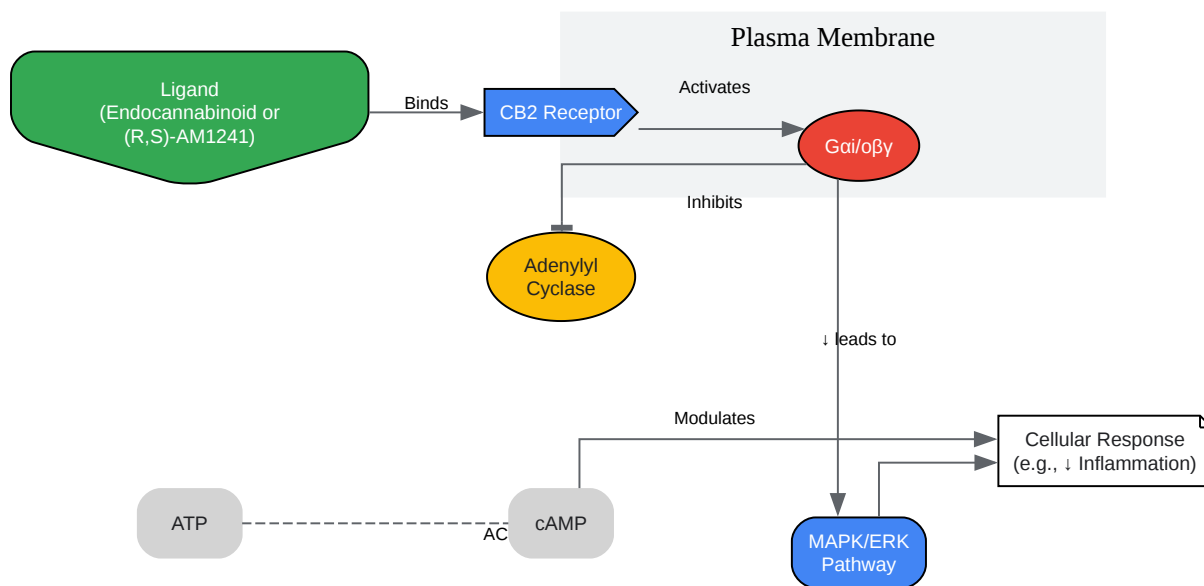 Plasma Membrane
Ligand
(Endocannabinoid or
(R,S)-AM1241)
Binds
CB2 Receptor
Activates
Gαi/oβγ
Inhibits
Adenylyl
Cyclase
↓ leads to
Modulates
Cellular Response
(e.g., ↓ Inflammation)
ATP
AC
cAMP
MAPK/ERK
Pathway